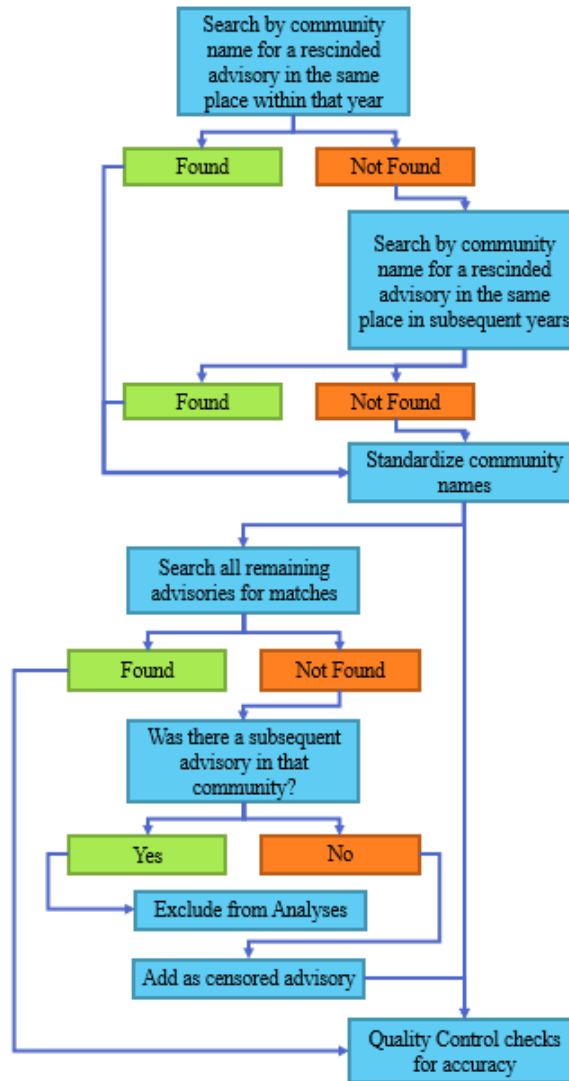 Search by community
name for a rescinded
advisory in the same
place within that year
Found
Not Found
Search by community
name for a rescinded
advisory in the same
place in subsequent years
Found
Not Found
Standardize community
names
Search all remaining
advisories for matches
Found
Not Found
Was there a subsequent
advisory in that
community?
Yes
No
Exclude from Analyses
Add as censored advisory
Quality Control checks
for accuracy